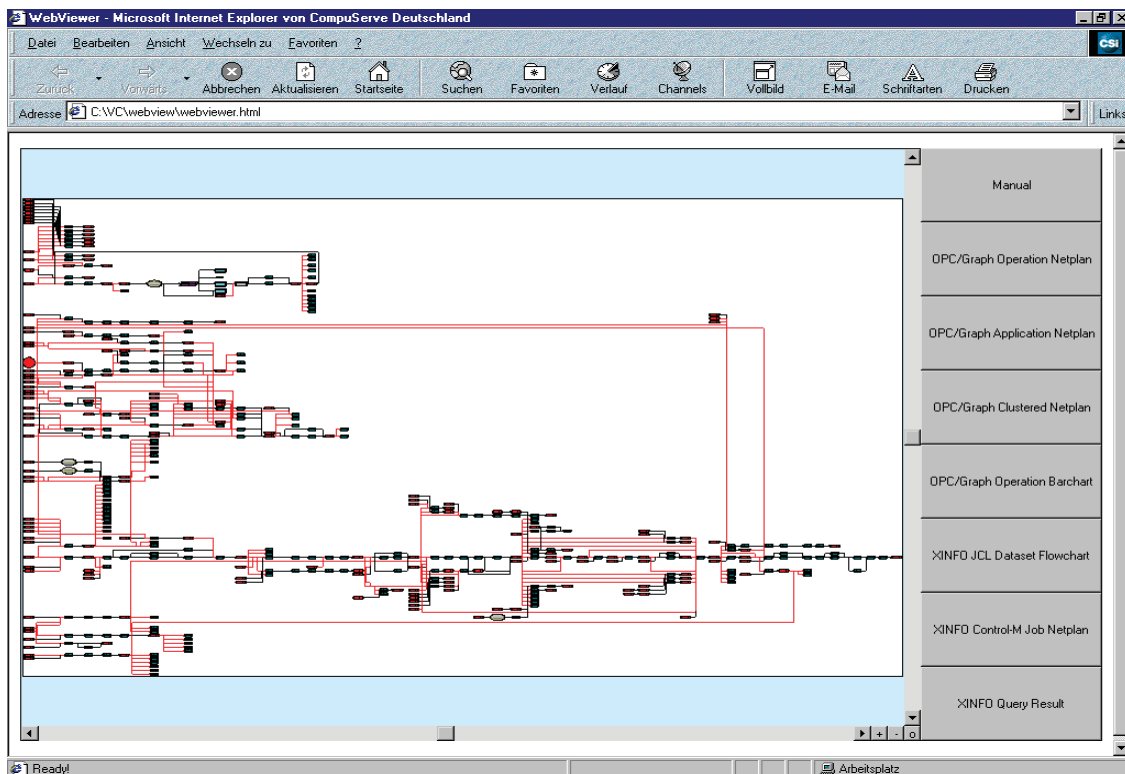 WebViewer - Microsoft Internet Explorer von CompuServe Deutschland
Datei Bearbeiten Ansicht Wechseln zu Favoriten ?
CSi
Zurück Vorwärts Abbrechen Aktualisieren Startseite Suchen Favoriten Verlauf Channels Vollbild E-Mail Schriftarten Drucken
Adresse C:\VC\webview\webviewer.html Links
Manual
OPC/Graph Operation Netplan
OPC/Graph Application Netplan
OPC/Graph Clustered Netplan
OPC/Graph Operation Barchart
XINFO JCL Dataset Flowchart
XINFO Control-M Job Netplan
XINFO Query Result
+ - o
Ready! Arbeitsplatz